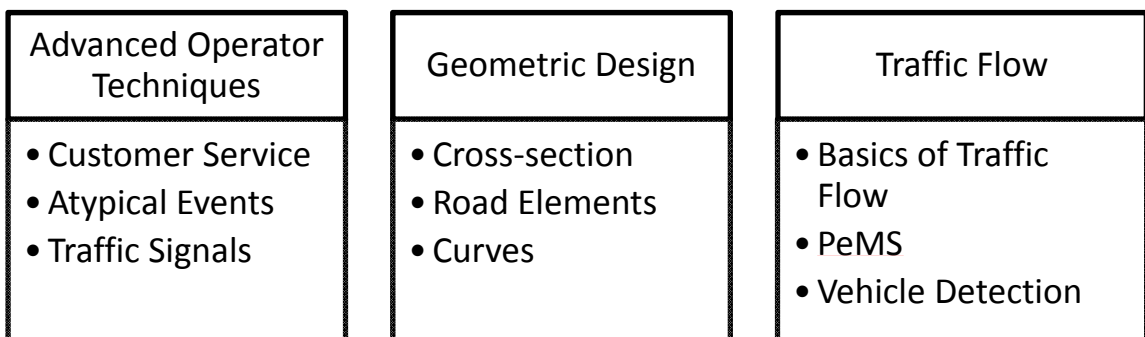 Advanced Operator
Techniques
• Customer Service
• Atypical Events
• Traffic Signals
Geometric Design
• Cross-section
• Road Elements
• Curves
Traffic Flow
• Basics of Traffic
Flow
• PeMS
• Vehicle Detection